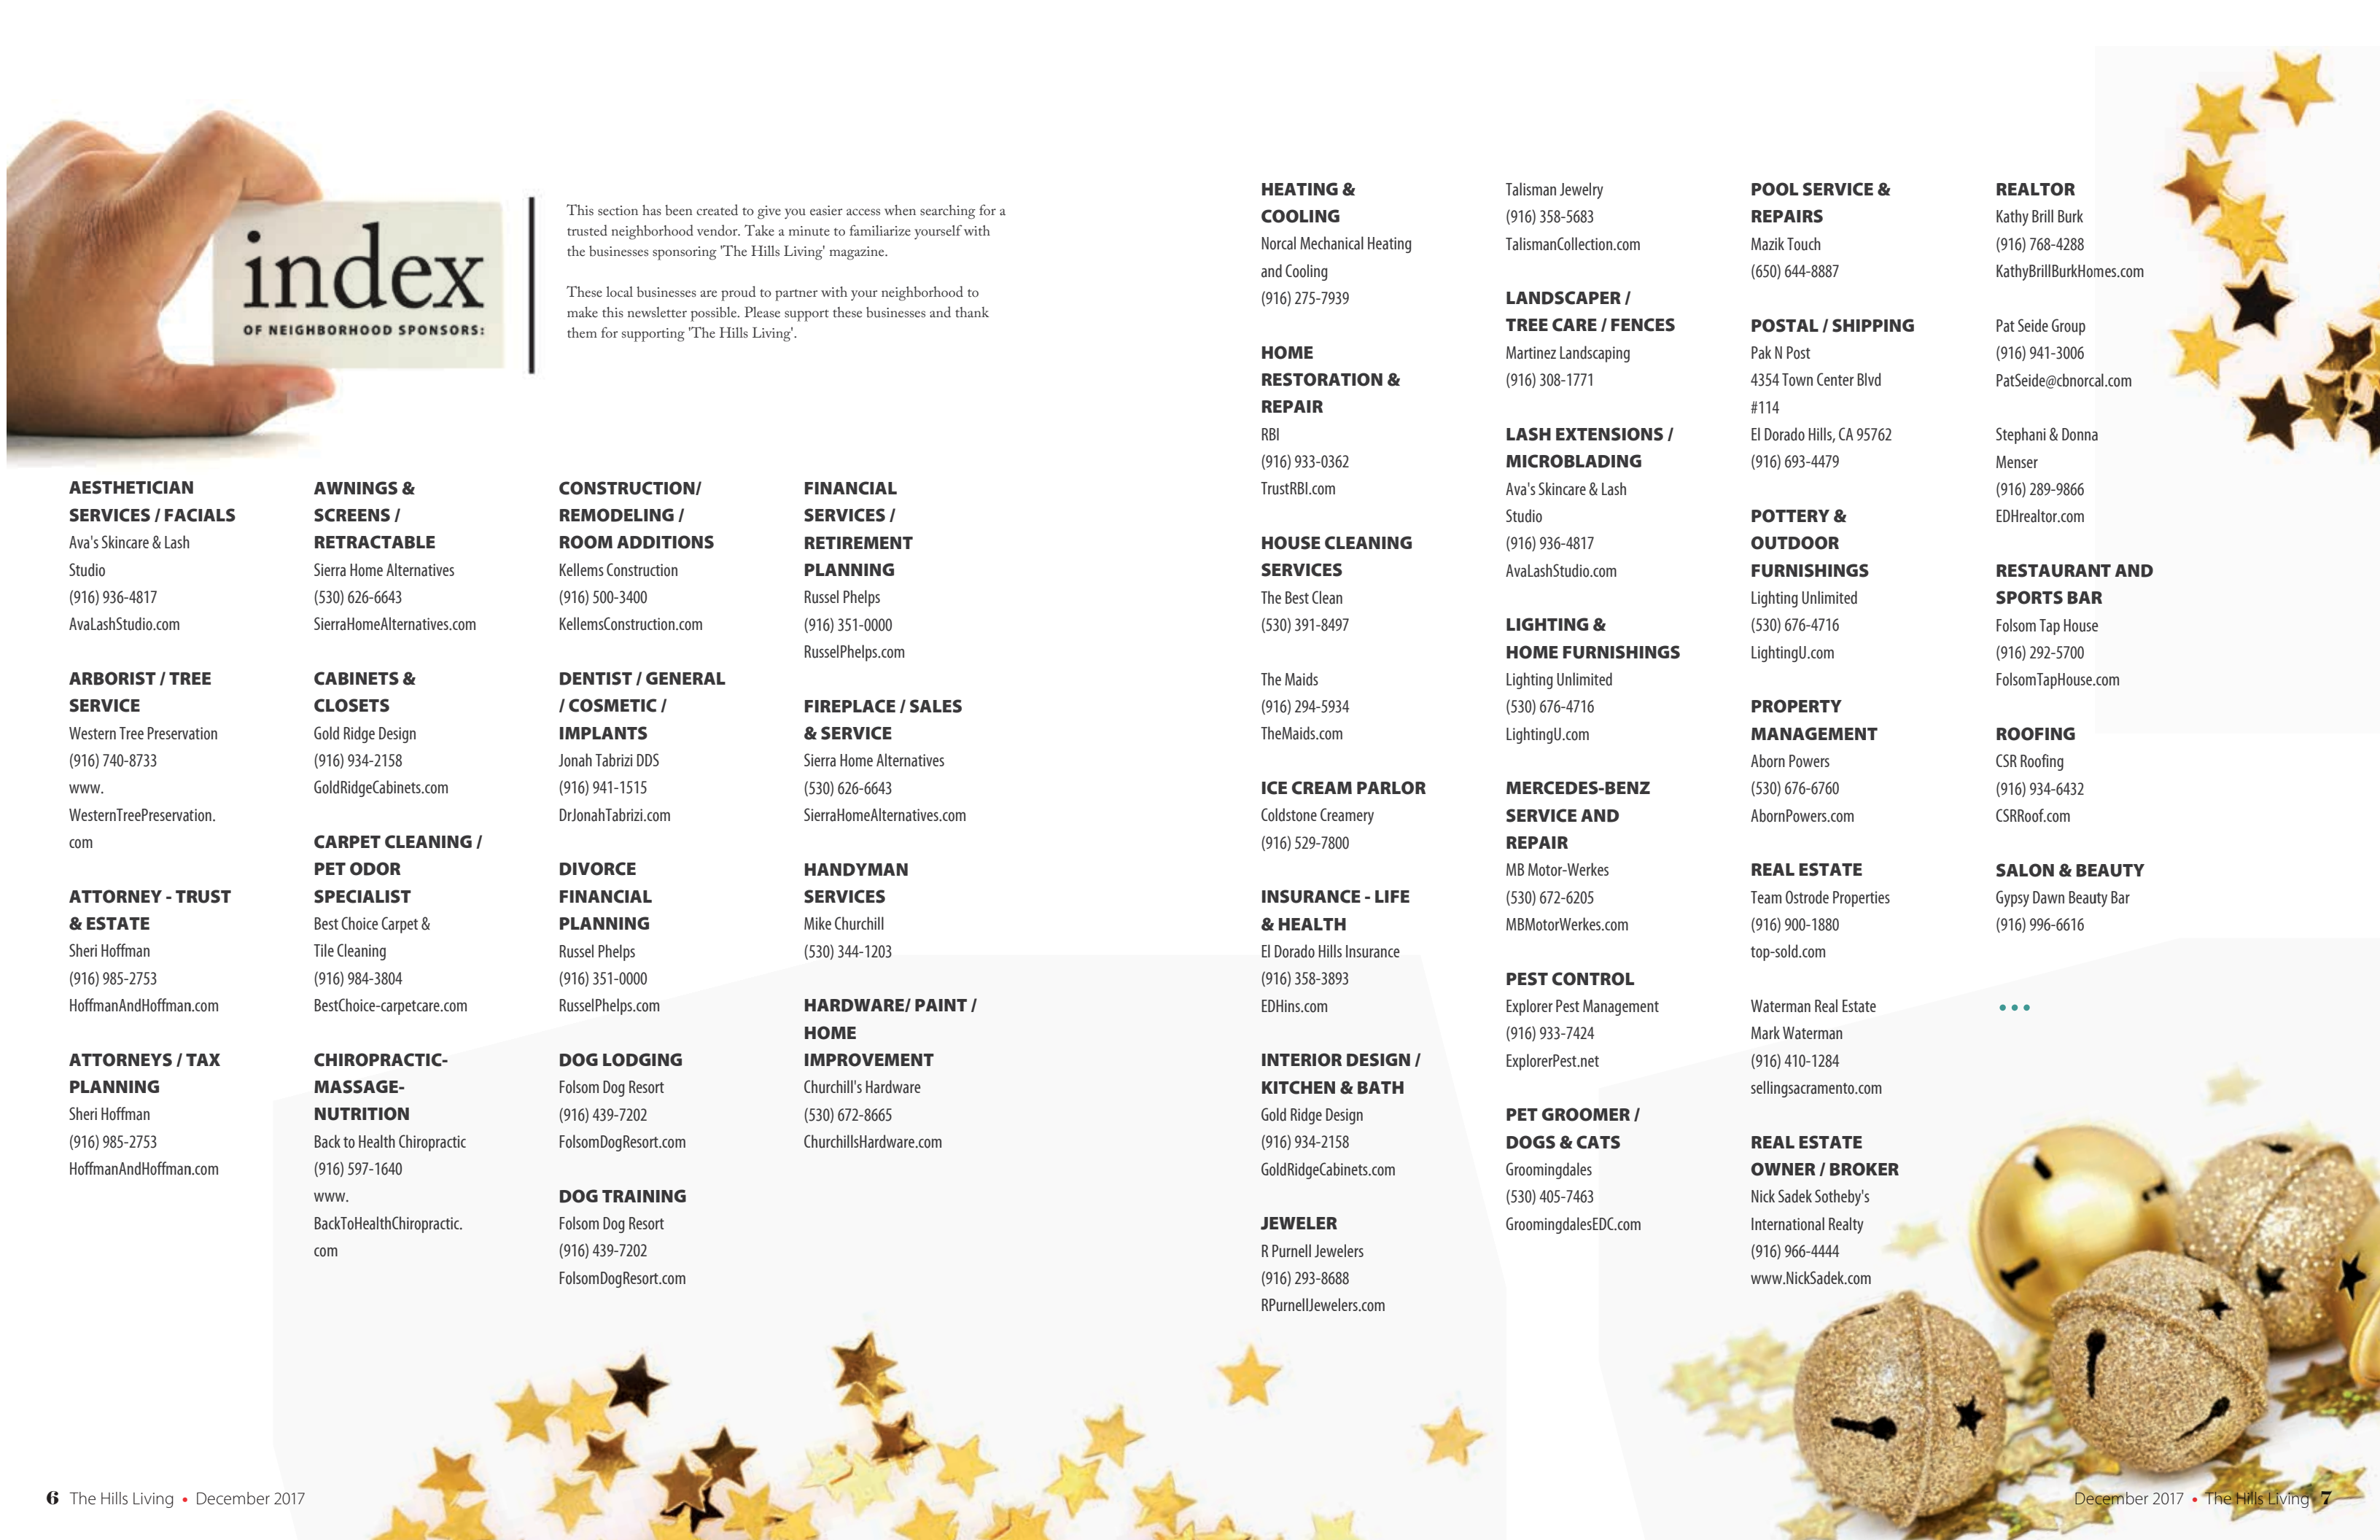 index
OF NEIGHBORHOOD SPONSORS:
This section has been created to give you easier access when searching for a
trusted neighborhood vendor. Take a minute to familiarize yourself with
the businesses sponsoring 'The Hills Living' magazine.
These local businesses are proud to partner with your neighborhood to
make this newsletter possible. Please support these businesses and thank
them for supporting 'The Hills Living'.
AESTHETICIAN
SERVICES / FACIALS
Ava's Skincare & Lash
Studio
(916) 936-4817
AvaLashStudio.com
ARBORIST / TREE
SERVICE
Western Tree Preservation
(916) 740-8733
www.
WesternTreePreservation.
com
ATTORNEY - TRUST
& ESTATE
Sheri Hoffman
(916) 985-2753
HoffmanAndHoffman.com
ATTORNEYS / TAX
PLANNING
Sheri Hoffman
(916) 985-2753
HoffmanAndHoffman.com
AWNINGS &
SCREENS /
RETRACTABLE
Sierra Home Alternatives
(530) 626-6643
SierraHomeAlternatives.com
CABINETS &
CLOSETS
Gold Ridge Design
(916) 934-2158
GoldRidgeCabinets.com
CARPET CLEANING /
PET ODOR
SPECIALIST
Best Choice Carpet &
Tile Cleaning
(916) 984-3804
BestChoice-carpetcare.com
CHIROPRACTIC-
MASSAGE-
NUTRITION
Back to Health Chiropractic
(916) 597-1640
www.
BackToHealthChiropractic.
com
CONSTRUCTION/
REMODELING /
ROOM ADDITIONS
Kellems Construction
(916) 500-3400
KellemsConstruction.com
DENTIST / GENERAL
/ COSMETIC /
IMPLANTS
Jonah Tabrizi DDS
(916) 941-1515
DrJonahTabrizi.com
DIVORCE
FINANCIAL
PLANNING
Russel Phelps
(916) 351-0000
RusselPhelps.com
DOG LODGING
Folsom Dog Resort
(916) 439-7202
FolsomDogResort.com
DOG TRAINING
Folsom Dog Resort
(916) 439-7202
FolsomDogResort.com
FINANCIAL
SERVICES /
RETIREMENT
PLANNING
Russel Phelps
(916) 351-0000
RusselPhelps.com
FIREPLACE / SALES
& SERVICE
Sierra Home Alternatives
(530) 626-6643
SierraHomeAlternatives.com
HANDYMAN
SERVICES
Mike Churchill
(530) 344-1203
HARDWARE/ PAINT /
HOME
IMPROVEMENT
Churchill's Hardware
(530) 672-8665
ChurchillsHardware.com
6 The Hills Living • December 2017
HEATING &
COOLING
Norcal Mechanical Heating
and Cooling
(916) 275-7939
HOME
RESTORATION &
REPAIR
RBI
(916) 933-0362
TrustRBI.com
HOUSE CLEANING
SERVICES
The Best Clean
(530) 391-8497
The Maids
(916) 294-5934
TheMaids.com
ICE CREAM PARLOR
Coldstone Creamery
(916) 529-7800
INSURANCE - LIFE
& HEALTH
El Dorado Hills Insurance
(916) 358-3893
EDHins.com
INTERIOR DESIGN /
KITCHEN & BATH
Gold Ridge Design
(916) 934-2158
GoldRidgeCabinets.com
JEWELER
R Purnell Jewelers
(916) 293-8688
RPurnellJewelers.com
Talisman Jewelry
(916) 358-5683
TalismanCollection.com
LANDSCAPER /
TREE CARE / FENCES
Martinez Landscaping
(916) 308-1771
LASH EXTENSIONS /
MICROBLADING
Ava's Skincare & Lash
Studio
(916) 936-4817
AvaLashStudio.com
LIGHTING &
HOME FURNISHINGS
Lighting Unlimited
(530) 676-4716
LightingU.com
MERCEDES-BENZ
SERVICE AND
REPAIR
MB Motor-Werkes
(530) 672-6205
MBMotorWerkes.com
PEST CONTROL
Explorer Pest Management
(916) 933-7424
ExplorerPest.net
PET GROOMER /
DOGS & CATS
Groomingdales
(530) 405-7463
GroomingdalesEDC.com
POOL SERVICE &
REPAIRS
Mazik Touch
(650) 644-8887
POSTAL / SHIPPING
Pak N Post
4354 Town Center Blvd
#114
El Dorado Hills, CA 95762
(916) 693-4479
POTTERY &
OUTDOOR
FURNISHINGS
Lighting Unlimited
(530) 676-4716
LightingU.com
PROPERTY
MANAGEMENT
Aborn Powers
(530) 676-6760
AbornPowers.com
REAL ESTATE
Team Ostrode Properties
(916) 900-1880
top-sold.com
Waterman Real Estate
Mark Waterman
(916) 410-1284
sellingsacramento.com
REAL ESTATE
OWNER / BROKER
Nick Sadek Sotheby's
International Realty
(916) 966-4444
www.NickSadek.com
REALTOR
Kathy Brill Burk
(916) 768-4288
KathyBrillBurkHomes.com
Pat Seide Group
(916) 941-3006
PatSeide@cbnorcal.com
Stephani & Donna
Menser
(916) 289-9866
EDHrealtor.com
RESTAURANT AND
SPORTS BAR
Folsom Tap House
(916) 292-5700
FolsomTapHouse.com
ROOFING
CSR Roofing
(916) 934-6432
CSRRoof.com
SALON & BEAUTY
Gypsy Dawn Beauty Bar
(916) 996-6616
•••
December 2017 • The Hills Living 7